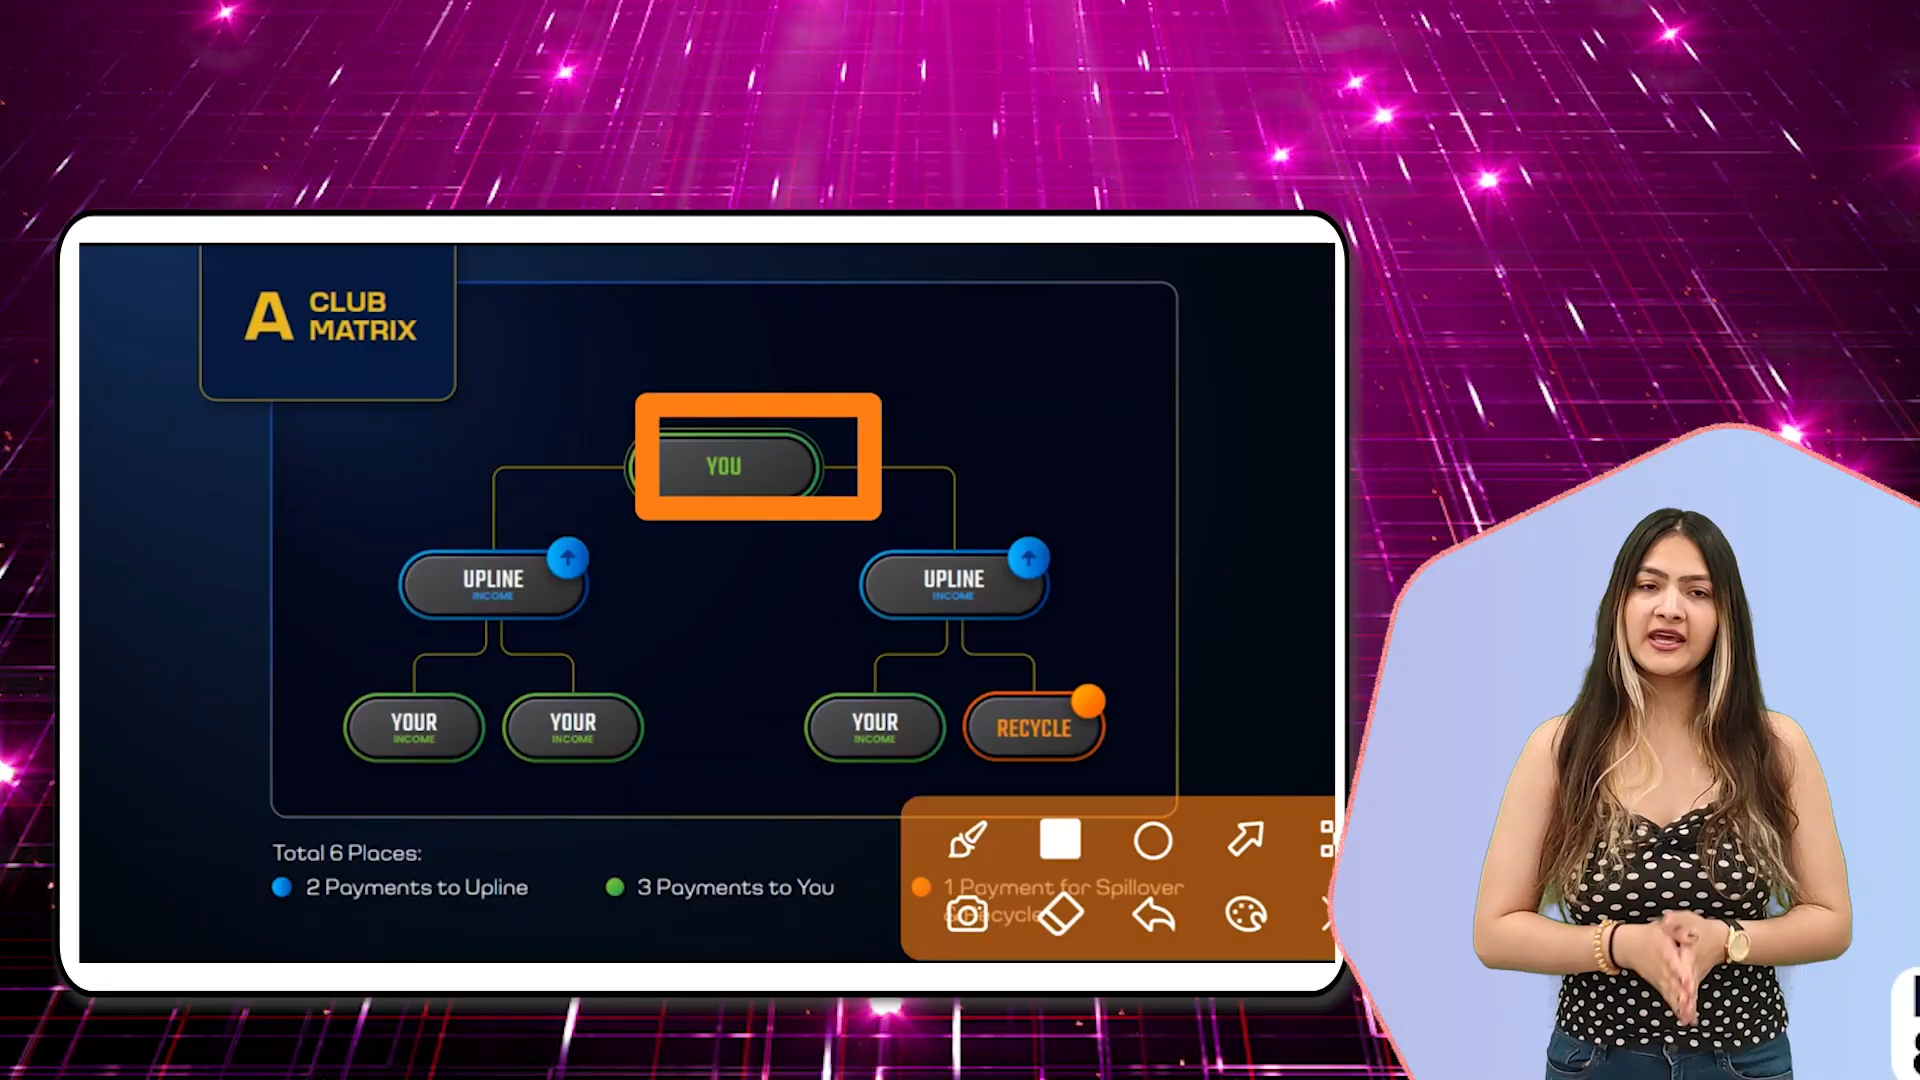 A CLUB
MATRIX
YOU
UPLINE
INCOME
UPLINE
INCOME
YOUR
INCOME
YOUR
INCOME
YOUR
INCOME
RECYCLE
Total 6 Places:
2 Payments to Upline
3 Payments to You
1 Payment for Spillover
& Recycle